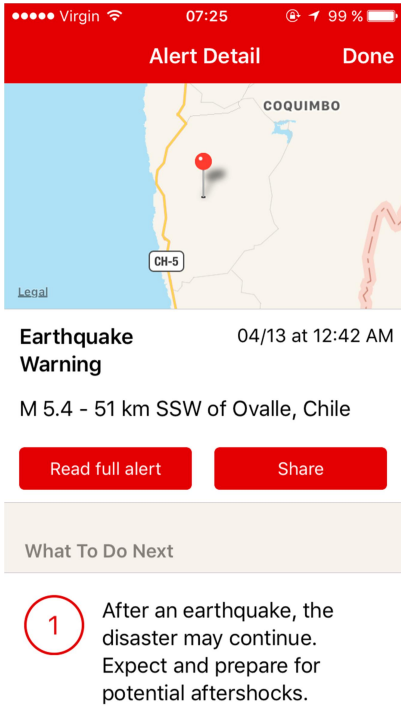 Virgin 07:25 99 %
Alert Detail Done
COQUIMBO
CH-5
Legal
Earthquake 04/13 at 12:42 AM
Warning
M 5.4 - 51 km SSW of Ovalle, Chile
Read full alert Share
What To Do Next
1 After an earthquake, the
disaster may continue.
Expect and prepare for
potential aftershocks.